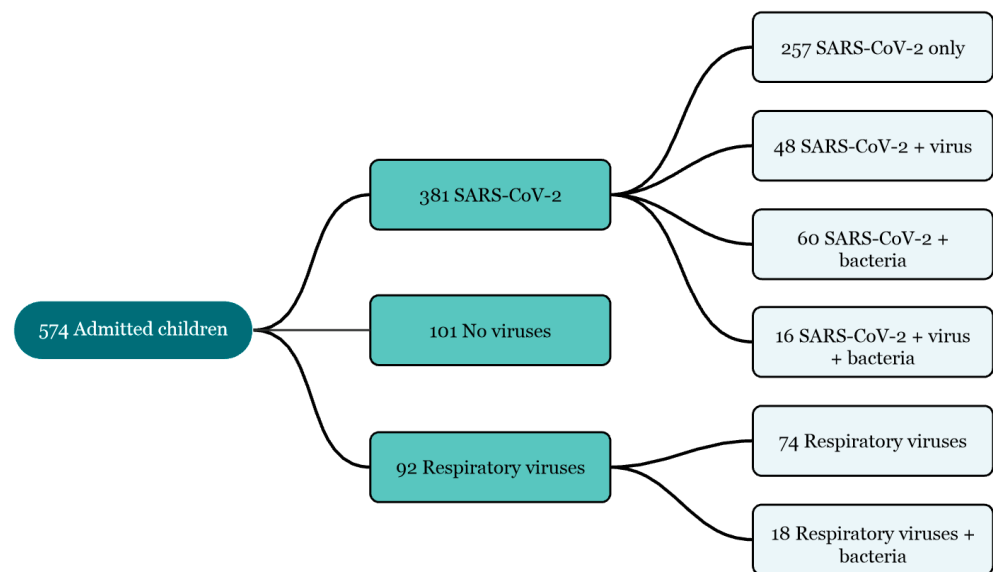 257 SARS-CoV-2 only
48 SARS-CoV-2 + virus
381 SARS-CoV-2
60 SARS-CoV-2 +
bacteria
574 Admitted children
101 No viruses
16 SARS-CoV-2 + virus
+ bacteria
92 Respiratory viruses
74 Respiratory viruses
18 Respiratory viruses +
bacteria